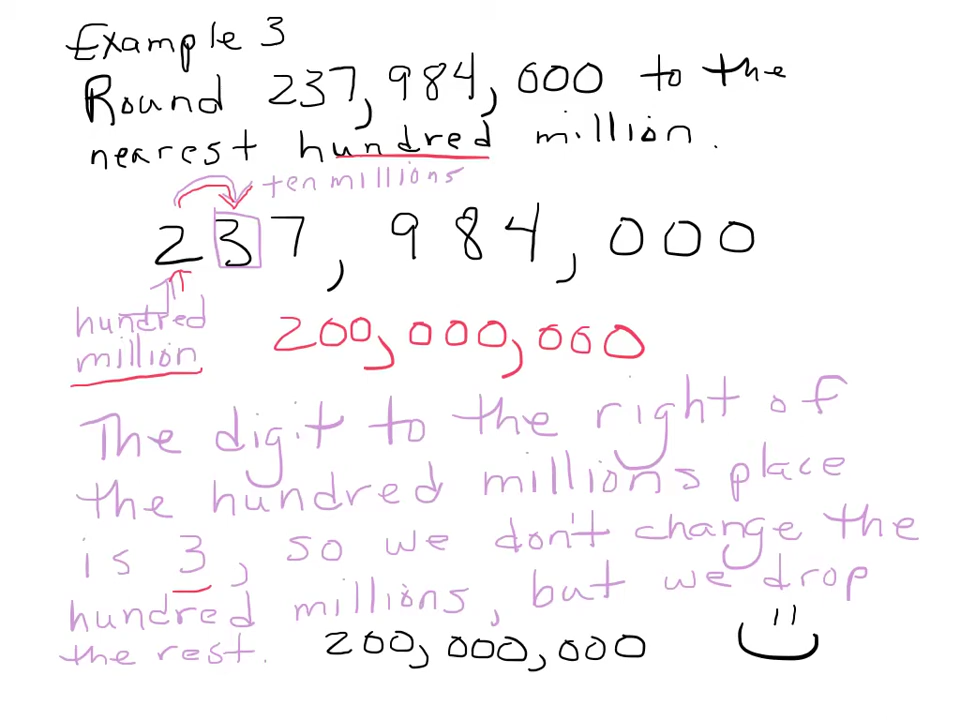 Example 3
Round 237,984,000 to the
nearest hundred million.
ten millions
237,984,000
hundred
million
200,000,000
The digit to the right of
the hundred millions place
is 3, so we don't change the
hundred millions, but we drop
the rest. 200,000,000